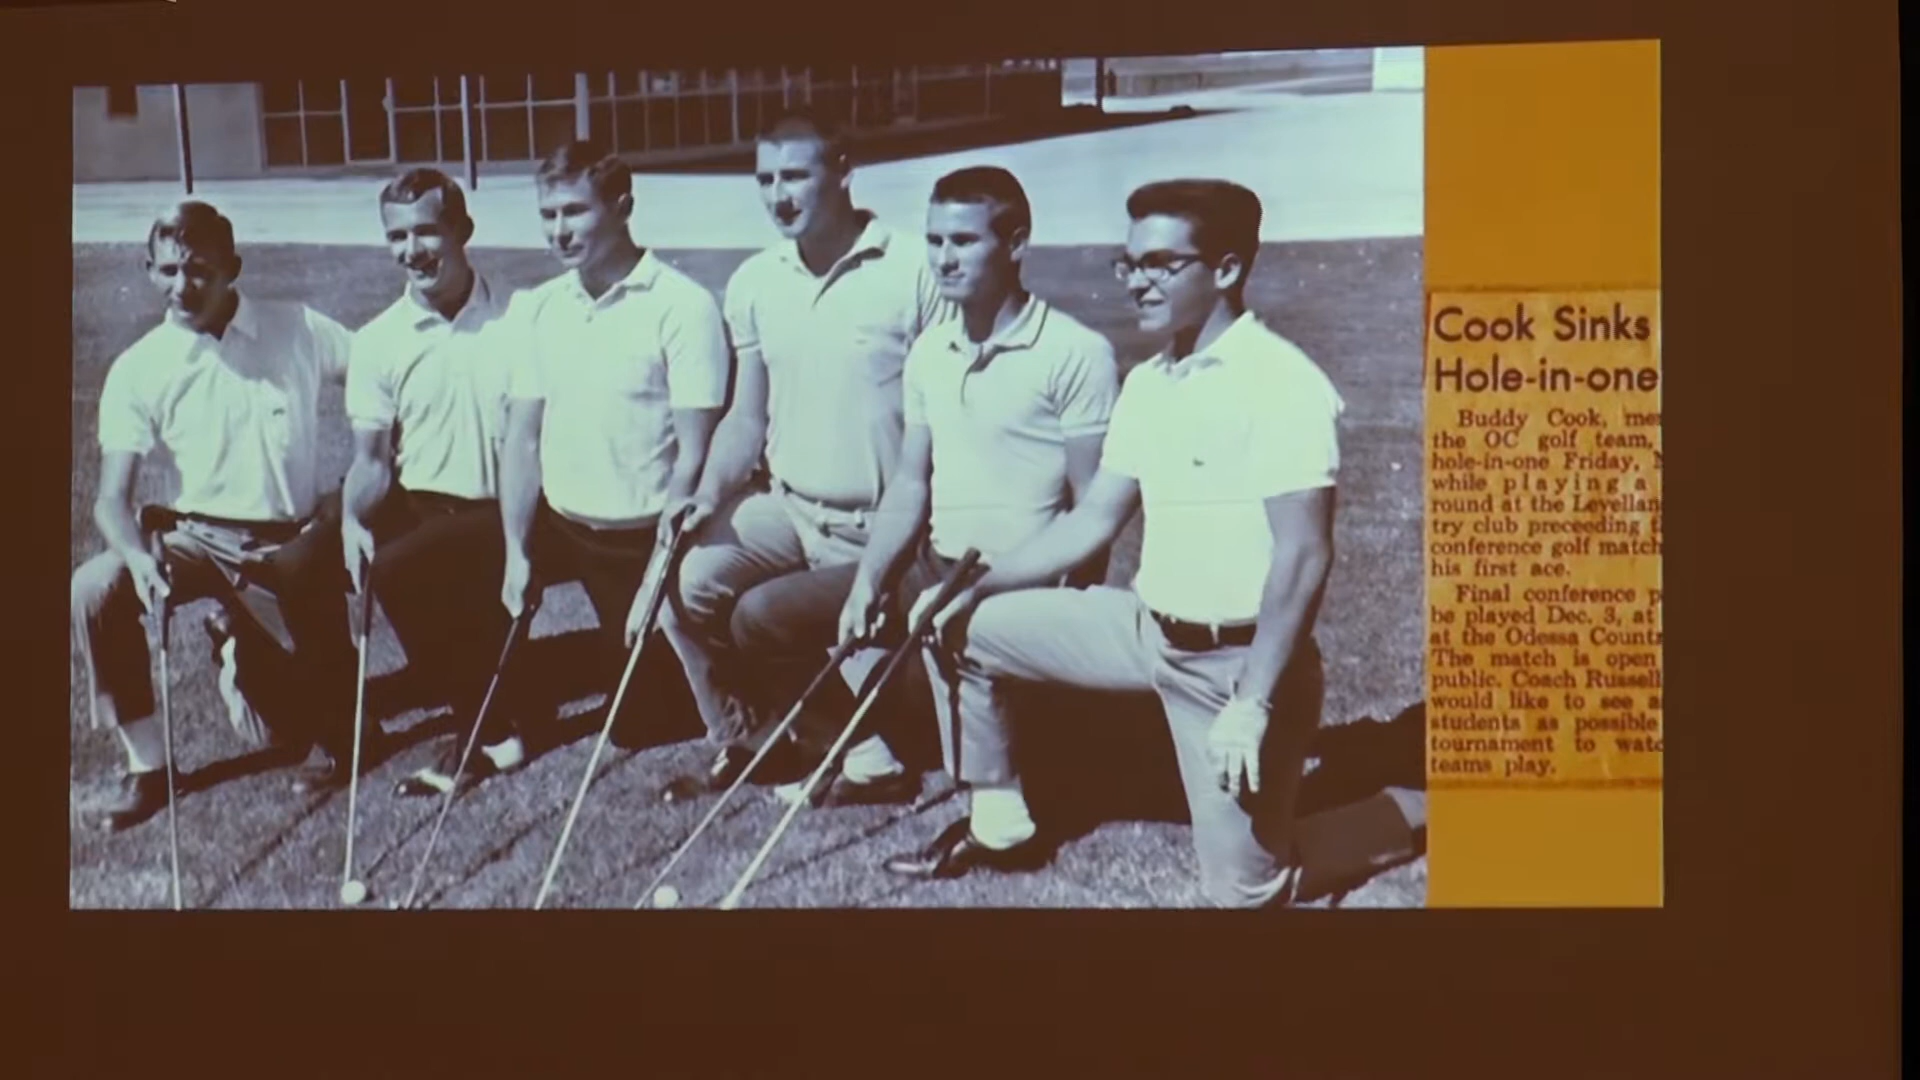 Cook Sinks
Hole-in-one
Buddy Cook,
the OC golf team,
hole-in-one Friday,
while playing a
round at the
try club preceeding
conference golf match
his first ace.
Final conference
be played Dec. 3, at
at the Odessa
The match is open
public. Coach Russell
would like to see
students as possible
tournament to
teams play.